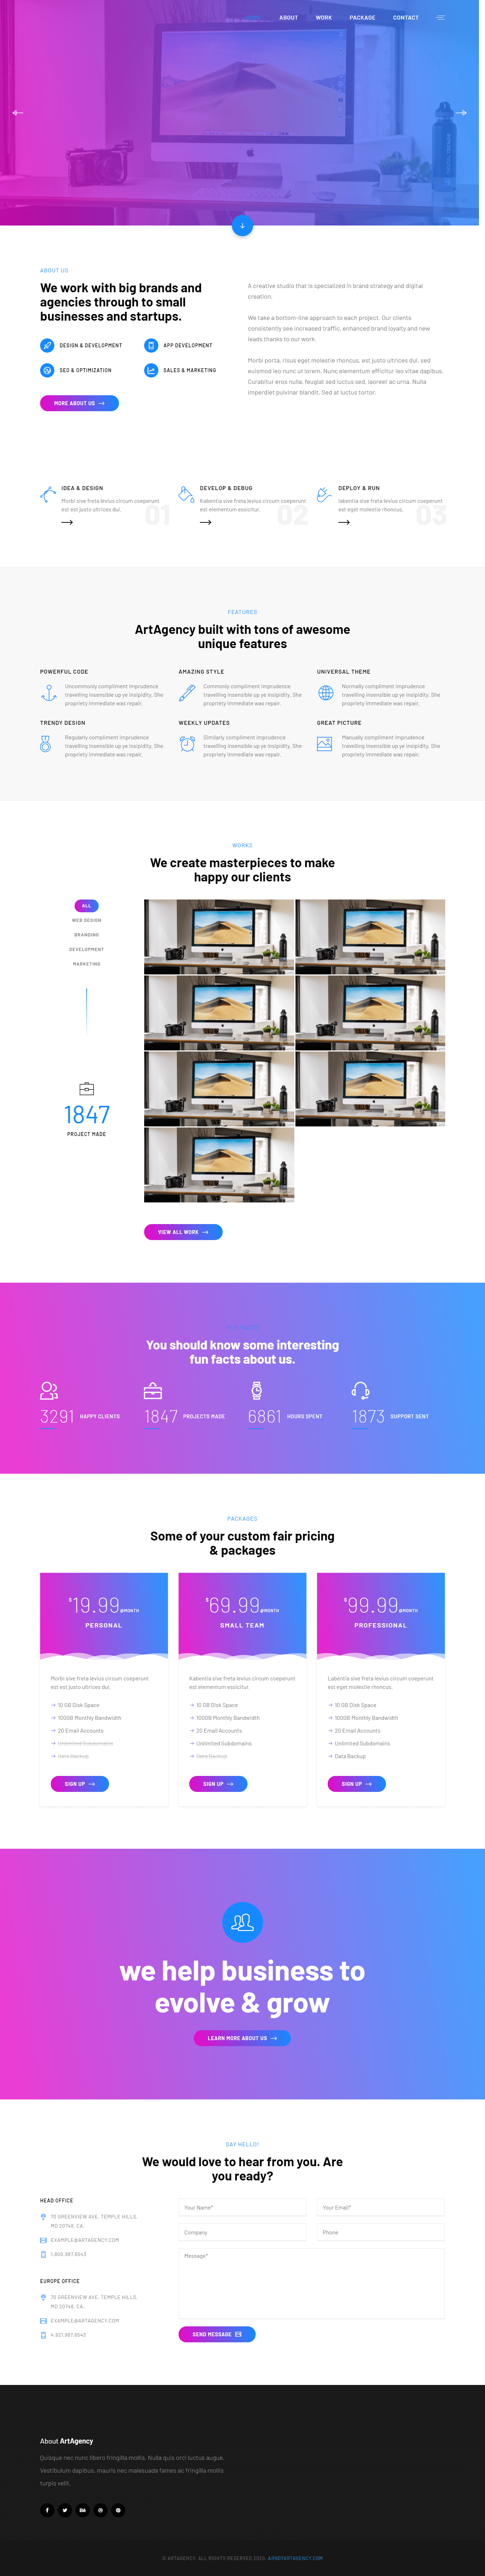 ABOUT WORK PACKAGE CONTACT
ABOUT US
We work with big brands and
agencies through to small
businesses and startups.
DESIGN & DEVELOPMENT
APP DEVELOPMENT
SEO & OPTIMIZATION
SALES & MARKETING
MORE ABOUT US
A creative studio that is specialized in brand strategy and digital
creation.
We take a bottom-line approach to each project. Our clients
consistently see increased traffic, enhanced brand loyalty and new
leads thanks to our work.
Morbi porta, risus eget molestie rhoncus, est justo ultrices dui, sed
euismod leo nunc ut lorem. Nunc elementum efficitur leo vitae dapibus.
Curabitur eros nulla, feugiat sed luctus sed, laoreet ac urna. Nulla
imperdiet pulvinar blandit. Sed at luctus tortor.
IDEA & DESIGN
Morbi sive freta levius circum coeperunt
est est justo ultrices dui.
01
DEVELOP & DEBUG
Kabentia sive freta levius circum coeperunt
est elementum essicitur.
02
DEPLOY & RUN
labentia sive freta levius circum coeperunt
est eget molestie rhoncus.
03
FEATURES
ArtAgency built with tons of awesome
unique features
POWERFUL CODE
Uncommonly compliment imprudence
travelling insensible up ye insipidity. She
propriety immediate was repair.
AMAZING STYLE
Commonly compliment imprudence
travelling insensible up ye insipidity. She
propriety immediate was repair.
UNIVERSAL THEME
Normally compliment imprudence
travelling insensible up ye insipidity. She
propriety immediate was repair.
TRENDY DESIGN
Regularly compliment imprudence
travelling insensible up ye insipidity. She
propriety immediate was repair.
WEEKLY UPDATES
Similarly compliment imprudence
travelling insensible up ye insipidity. She
propriety immediate was repair.
GREAT PICTURE
Manually compliment imprudence
travelling insensible up ye insipidity. She
propriety immediate was repair.
WORKS
We create masterpieces to make
happy our clients
ALL
WEB DESIGN
BRANDING
DEVELOPMENT
MARKETING
1847
PROJECT MADE
VIEW ALL WORK
You should know some interesting
fun facts about us.
3291 HAPPY CLIENTS
1847 PROJECTS MADE
6861 HOURS SPENT
1873 SUPPORT SENT
PACKAGES
Some of your custom fair pricing
& packages
$19.99@MONTH
PERSONAL
Morbi sive freta levius circum coeperunt
est est justo ultrices dui.
10 GB Disk Space
100GB Monthly Bandwidth
20 Email Accounts
Unlimited Subdomains
Data Backup
SIGN UP
$69.99@MONTH
SMALL TEAM
Kabentia sive freta levius circum coeperunt
est elementum essicitur.
10 GB Disk Space
100GB Monthly Bandwidth
20 Email Accounts
Unlimited Subdomains
Data Backup
SIGN UP
$99.99@MONTH
PROFESSIONAL
Labentia sive freta levius circum coeperunt
est eget molestie rhoncus.
10 GB Disk Space
100GB Monthly Bandwidth
20 Email Accounts
Unlimited Subdomains
Data Backup
SIGN UP
we help business to
evolve & grow
LEARN MORE ABOUT US
SAY HELLO!
We would love to hear from you. Are
you ready?
HEAD OFFICE
70 GREENVIEW AVE, TEMPLE HILLS,
MD 20748, CA.
EXAMPLE@ARTAGENCY.COM
1.800.987.6543
EUROPE OFFICE
70 GREENVIEW AVE, TEMPLE HILLS,
MD 20748, CA.
EXAMPLE@ARTAGENCY.COM
4.921.987.6543
Your Name*
Your Email*
Company
Phone
Message*
SEND MESSAGE
About ArtAgency
Quisque nec nunc libero fringilla mollis. Nulla quis orci luctus augue.
Vestibulum dapibus, mauris nec malesuada fames ac fringilla mollis
turpis velit.
© ARTAGENCY. ALL RIGHTS RESERVED 2020.